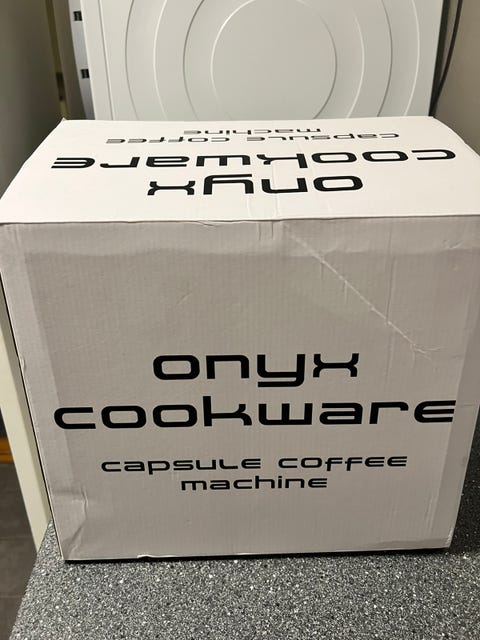 onyx
cookware
capsule coffee
machine
onyx
cookware
capsule coffee
machine